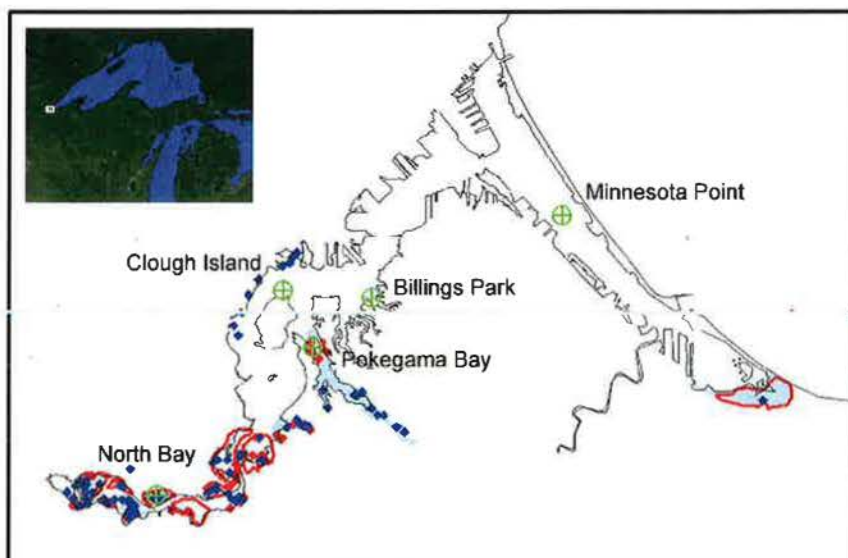 Minnesota Point
Clough Island
Billings Park
Pokegama Bay
North Bay